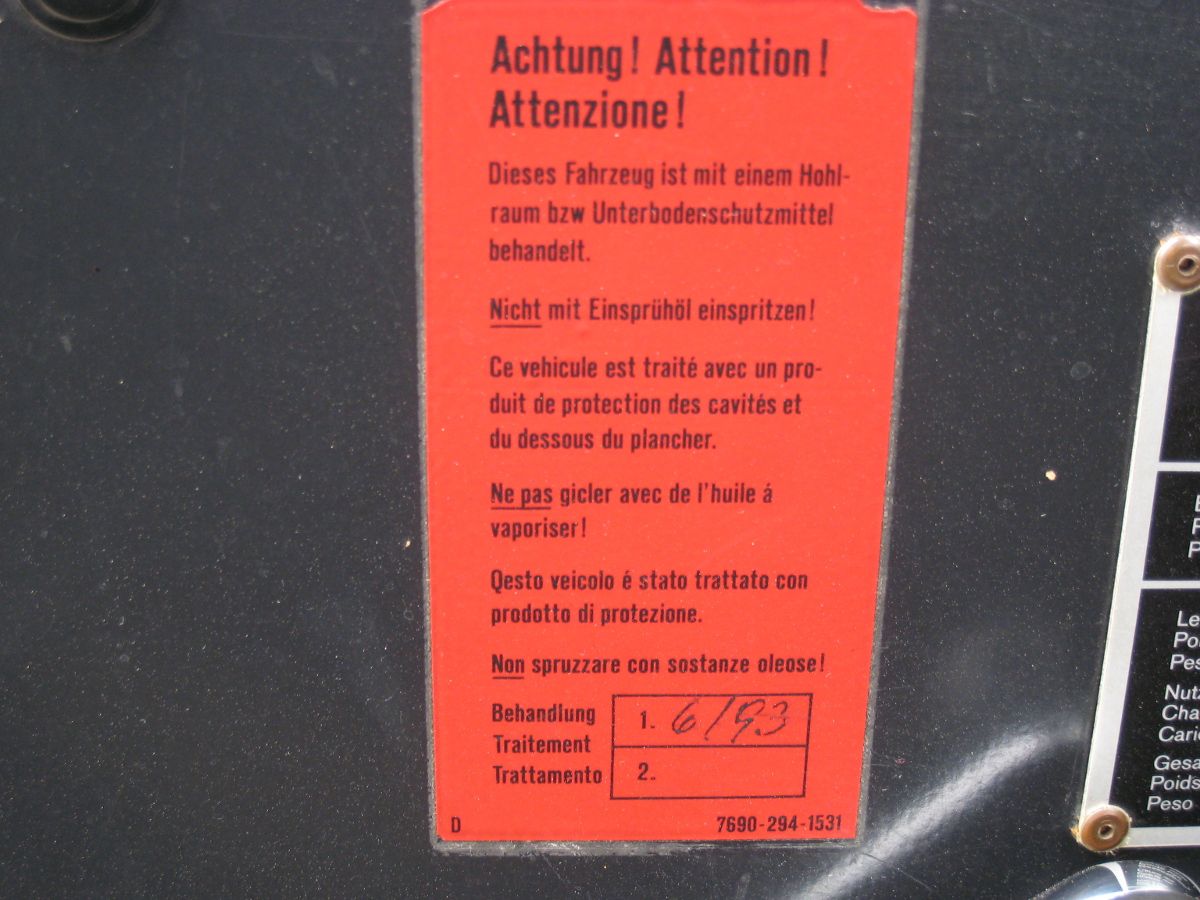 Achtung! Attention!
Attenzione!
Dieses Fahrzeug ist mit einem Hohl-
raum bzw Unterbodenschutzmittel
behandelt.
Nicht mit Einsprühöl einspritzen!
Ce vehicule est traité avec un pro-
duit de protection des cavités et
du dessous du plancher.
Ne pas gicler avec de l'huile á
vaporiser!
Qesto veicolo é stato trattato con
prodotto di protezione.
Non spruzzare con sostanze oleose!
Behandlung
Traitement
Trattamento
1. 6/93
2.
D 7690-294-1531
Peso